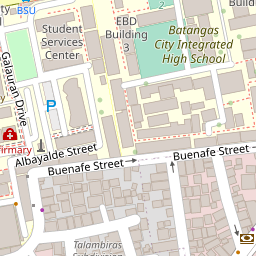 BSU
EBD
Building
3
Student
Services
Center
Batangas
City Integrated
High School
Galauran Drive
P
firmary
Albayalde Street
Buenafe Street
Buenafe Street
Talambiras